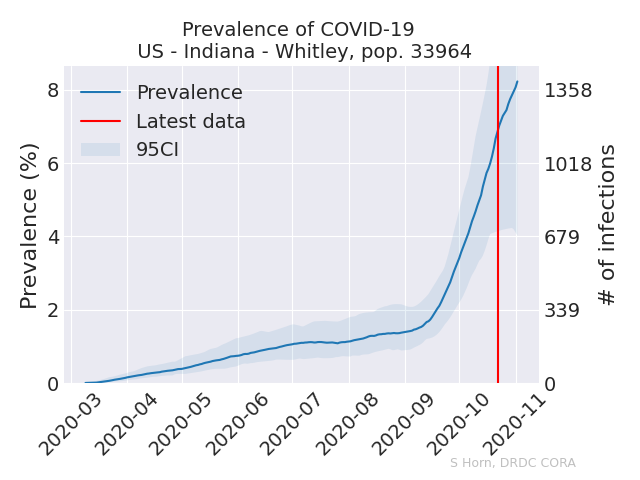 Prevalence of COVID-19
US - Indiana - Whitley, pop. 33964
Prevalence
Latest data
95CI
Prevalence (%)
8
6
4
2
0
# of infections
1358
1018
679
339
0
2020-03
2020-04
2020-05
2020-06
2020-07
2020-08
2020-09
2020-10
2020-11
S Horn, DRDC CORA